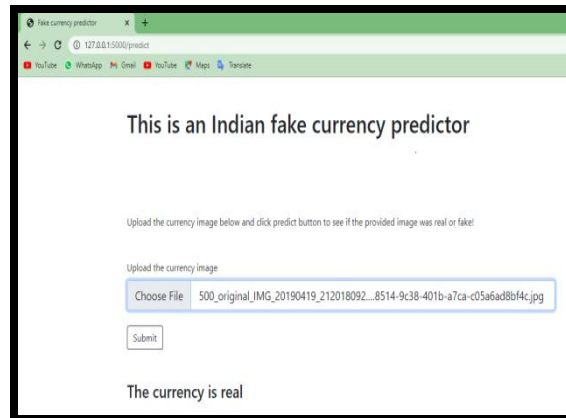 Fake currency predictor
127.0.0.1:5000/predict
YouTube WhatsApp Gmail YouTube Maps Translate
This is an Indian fake currency predictor
Upload the currency image below and click predict button to see if the provided image was real or fake!
Upload the currency image
Choose File 500_original_IMG_20190419_212018092....8514-9c38-401b-a7ca-c05a6ad8bf4c.jpg
Submit
The currency is real